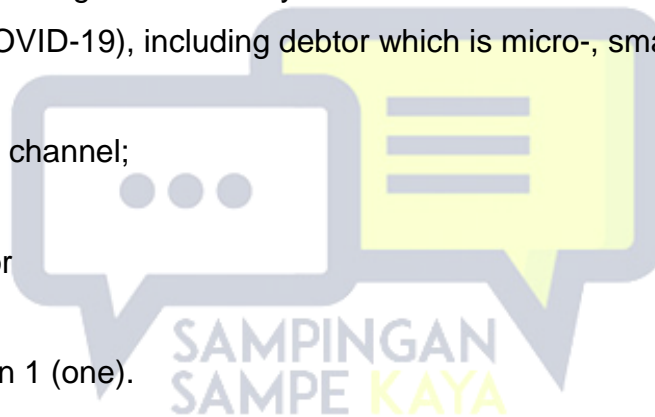 OVID-19), including debtor which is micro-, sma
channel;
n 1 (one).
SAMPINGAN
SAMPE KAYA